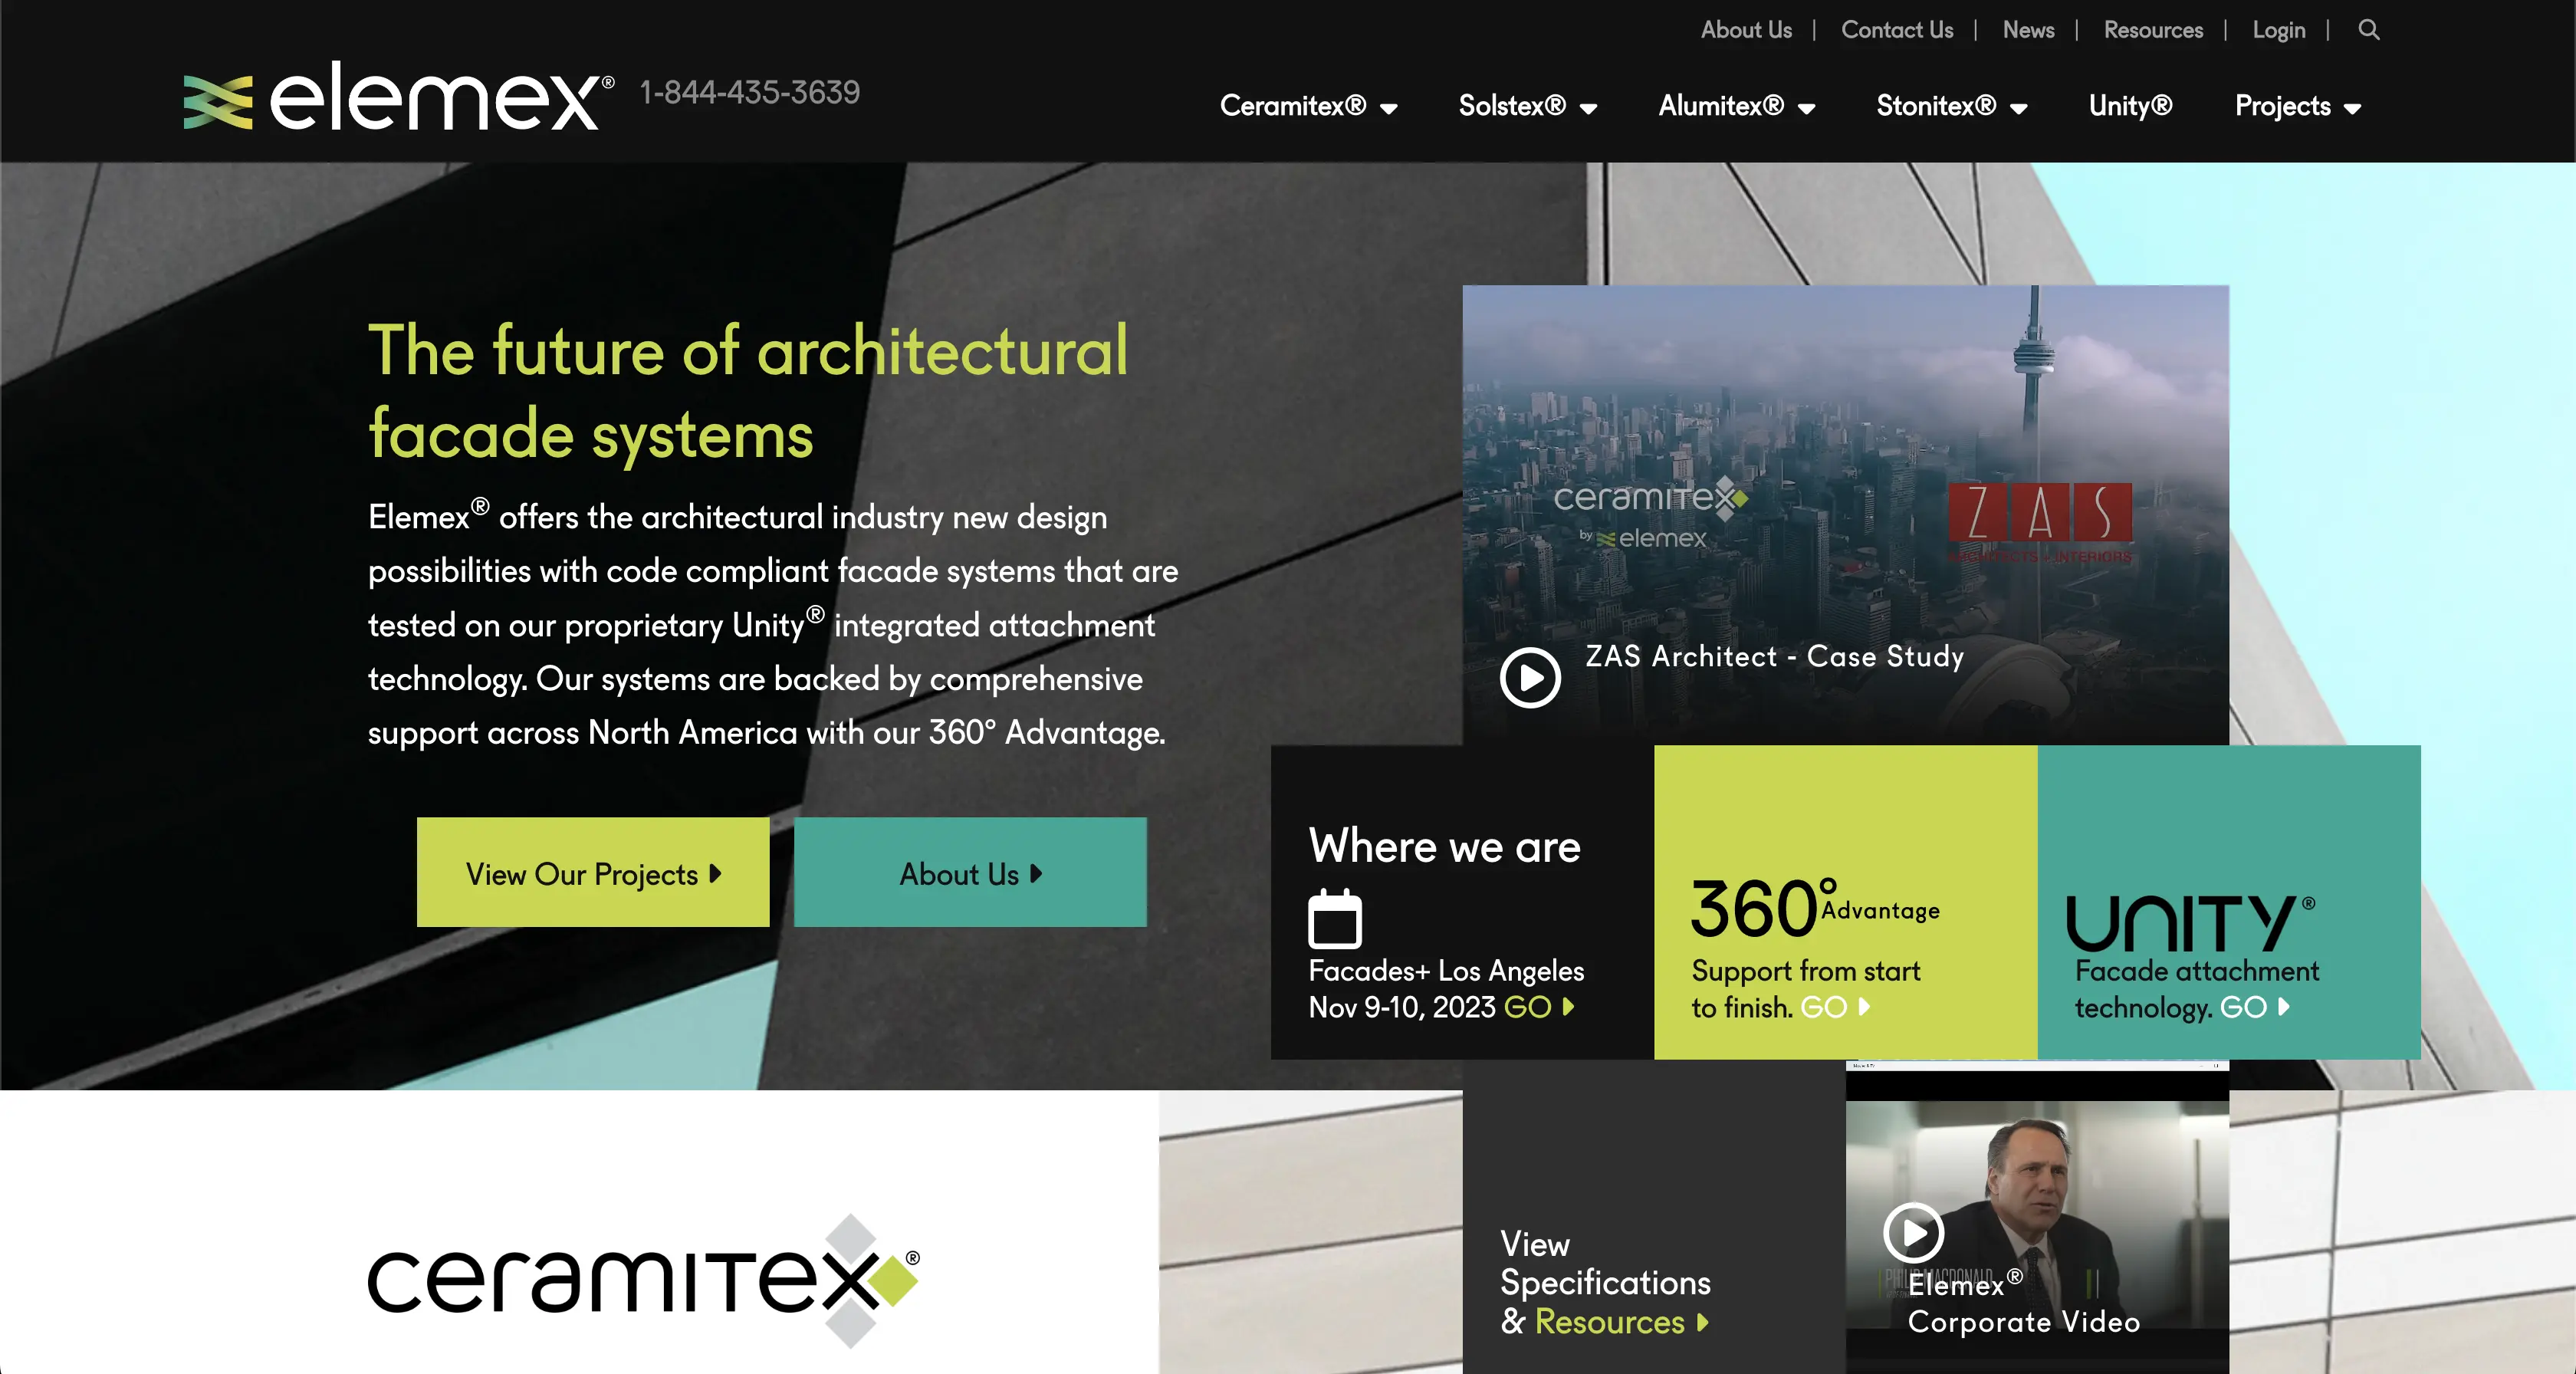 About Us | Contact Us | News | Resources | Login |
elemex® 1-844-435-3639
Ceramitex® Solstex® Alumitex® Stonitex® Unity® Projects
The future of architectural
facade systems
Elemex® offers the architectural industry new design
possibilities with code compliant facade systems that are
tested on our proprietary Unity® integrated attachment
technology. Our systems are backed by comprehensive
support across North America with our 360° Advantage.
View Our Projects
About Us
ceramitex
by elemex
ZAS
ARCHITECTS + INTERIORS
ZAS Architect - Case Study
Where we are
Facades+ Los Angeles
Nov 9-10, 2023 GO
360° Advantage
Support from start
to finish. GO
UNITY®
Facade attachment
technology. GO
ceramitex®
View
Specifications
& Resources
PHILIP MACDONALD
Elemex®
Corporate Video